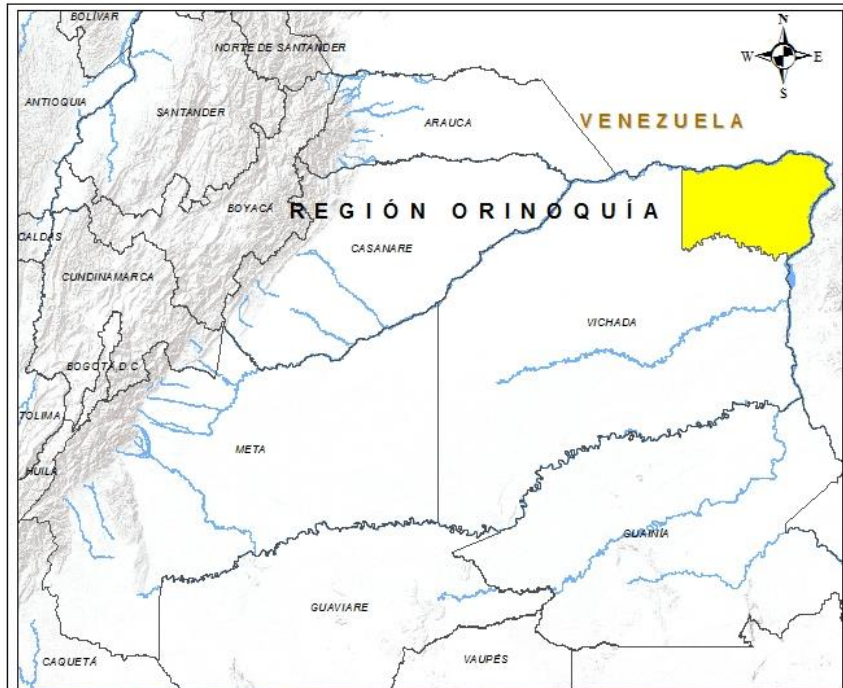 BOLÍVAR
N
NORTE DE SANTANDER
W E
S
ANTIOQUIA
SANTANDER
ARAUCA
VENEZUELA
BOYACÁ
REGIÓN ORINOQUÍA
CALDAS
CASANARE
CUNDINAMARCA
VICHADA
BOGOTÁ D.C
TOLIMA
META
HUILA
GUAINÍA
GUAVIARE
CAQUETÁ
VAUPÉS